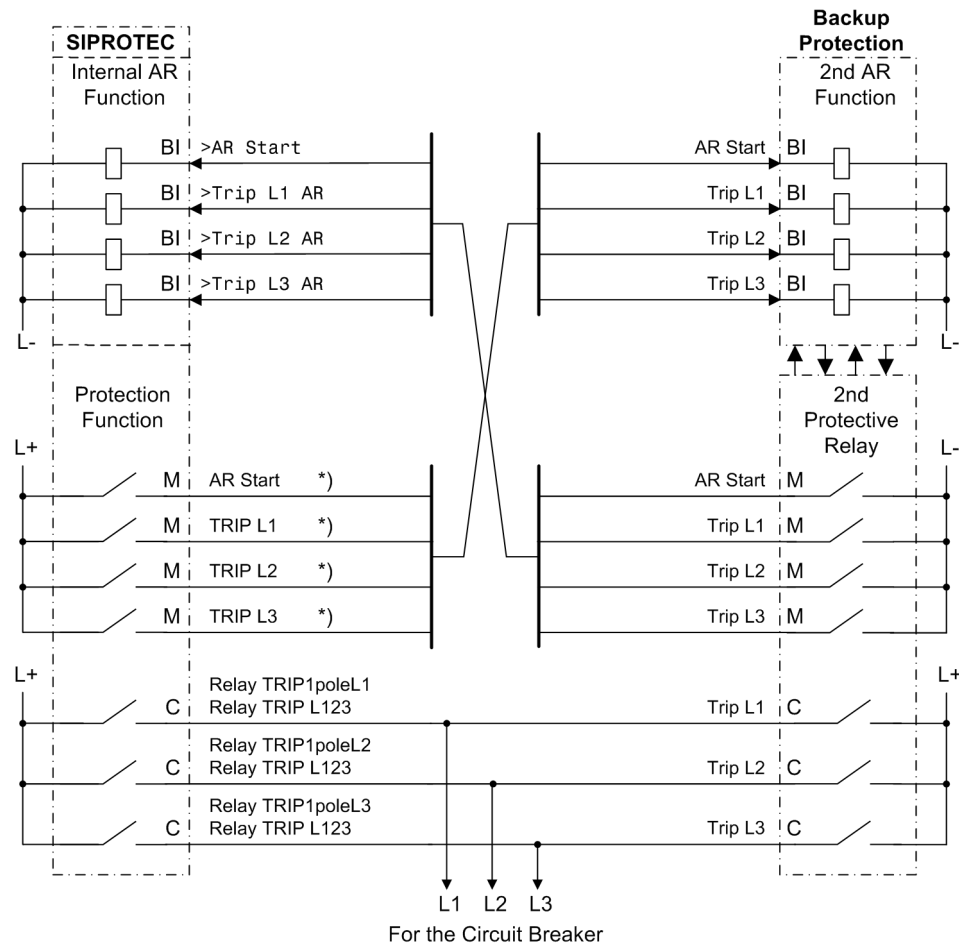 Backup
Protection
SIPROTEC
Internal AR
Function
2nd AR
Function
BI >AR Start
AR Start BI
BI >Trip L1 AR
Trip L1 BI
BI >Trip L2 AR
Trip L2 BI
BI >Trip L3 AR
Trip L3 BI
L-
L-
Protection
Function
2nd
Protective
Relay
L+
L-
M AR Start *)
AR Start M
M TRIP L1 *)
Trip L1 M
M TRIP L2 *)
Trip L2 M
M TRIP L3 *)
Trip L3 M
L+
L+
Relay TRIP1poleL1
C Relay TRIP L123
Trip L1 C
Relay TRIP1poleL2
C Relay TRIP L123
Trip L2 C
Relay TRIP1poleL3
C Relay TRIP L123
Trip L3 C
L1 L2 L3
For the Circuit Breaker